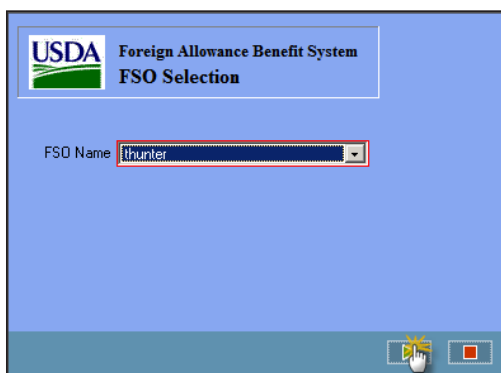 USDA
Foreign Allowance Benefit System
FSO Selection
FSO Name
thunter